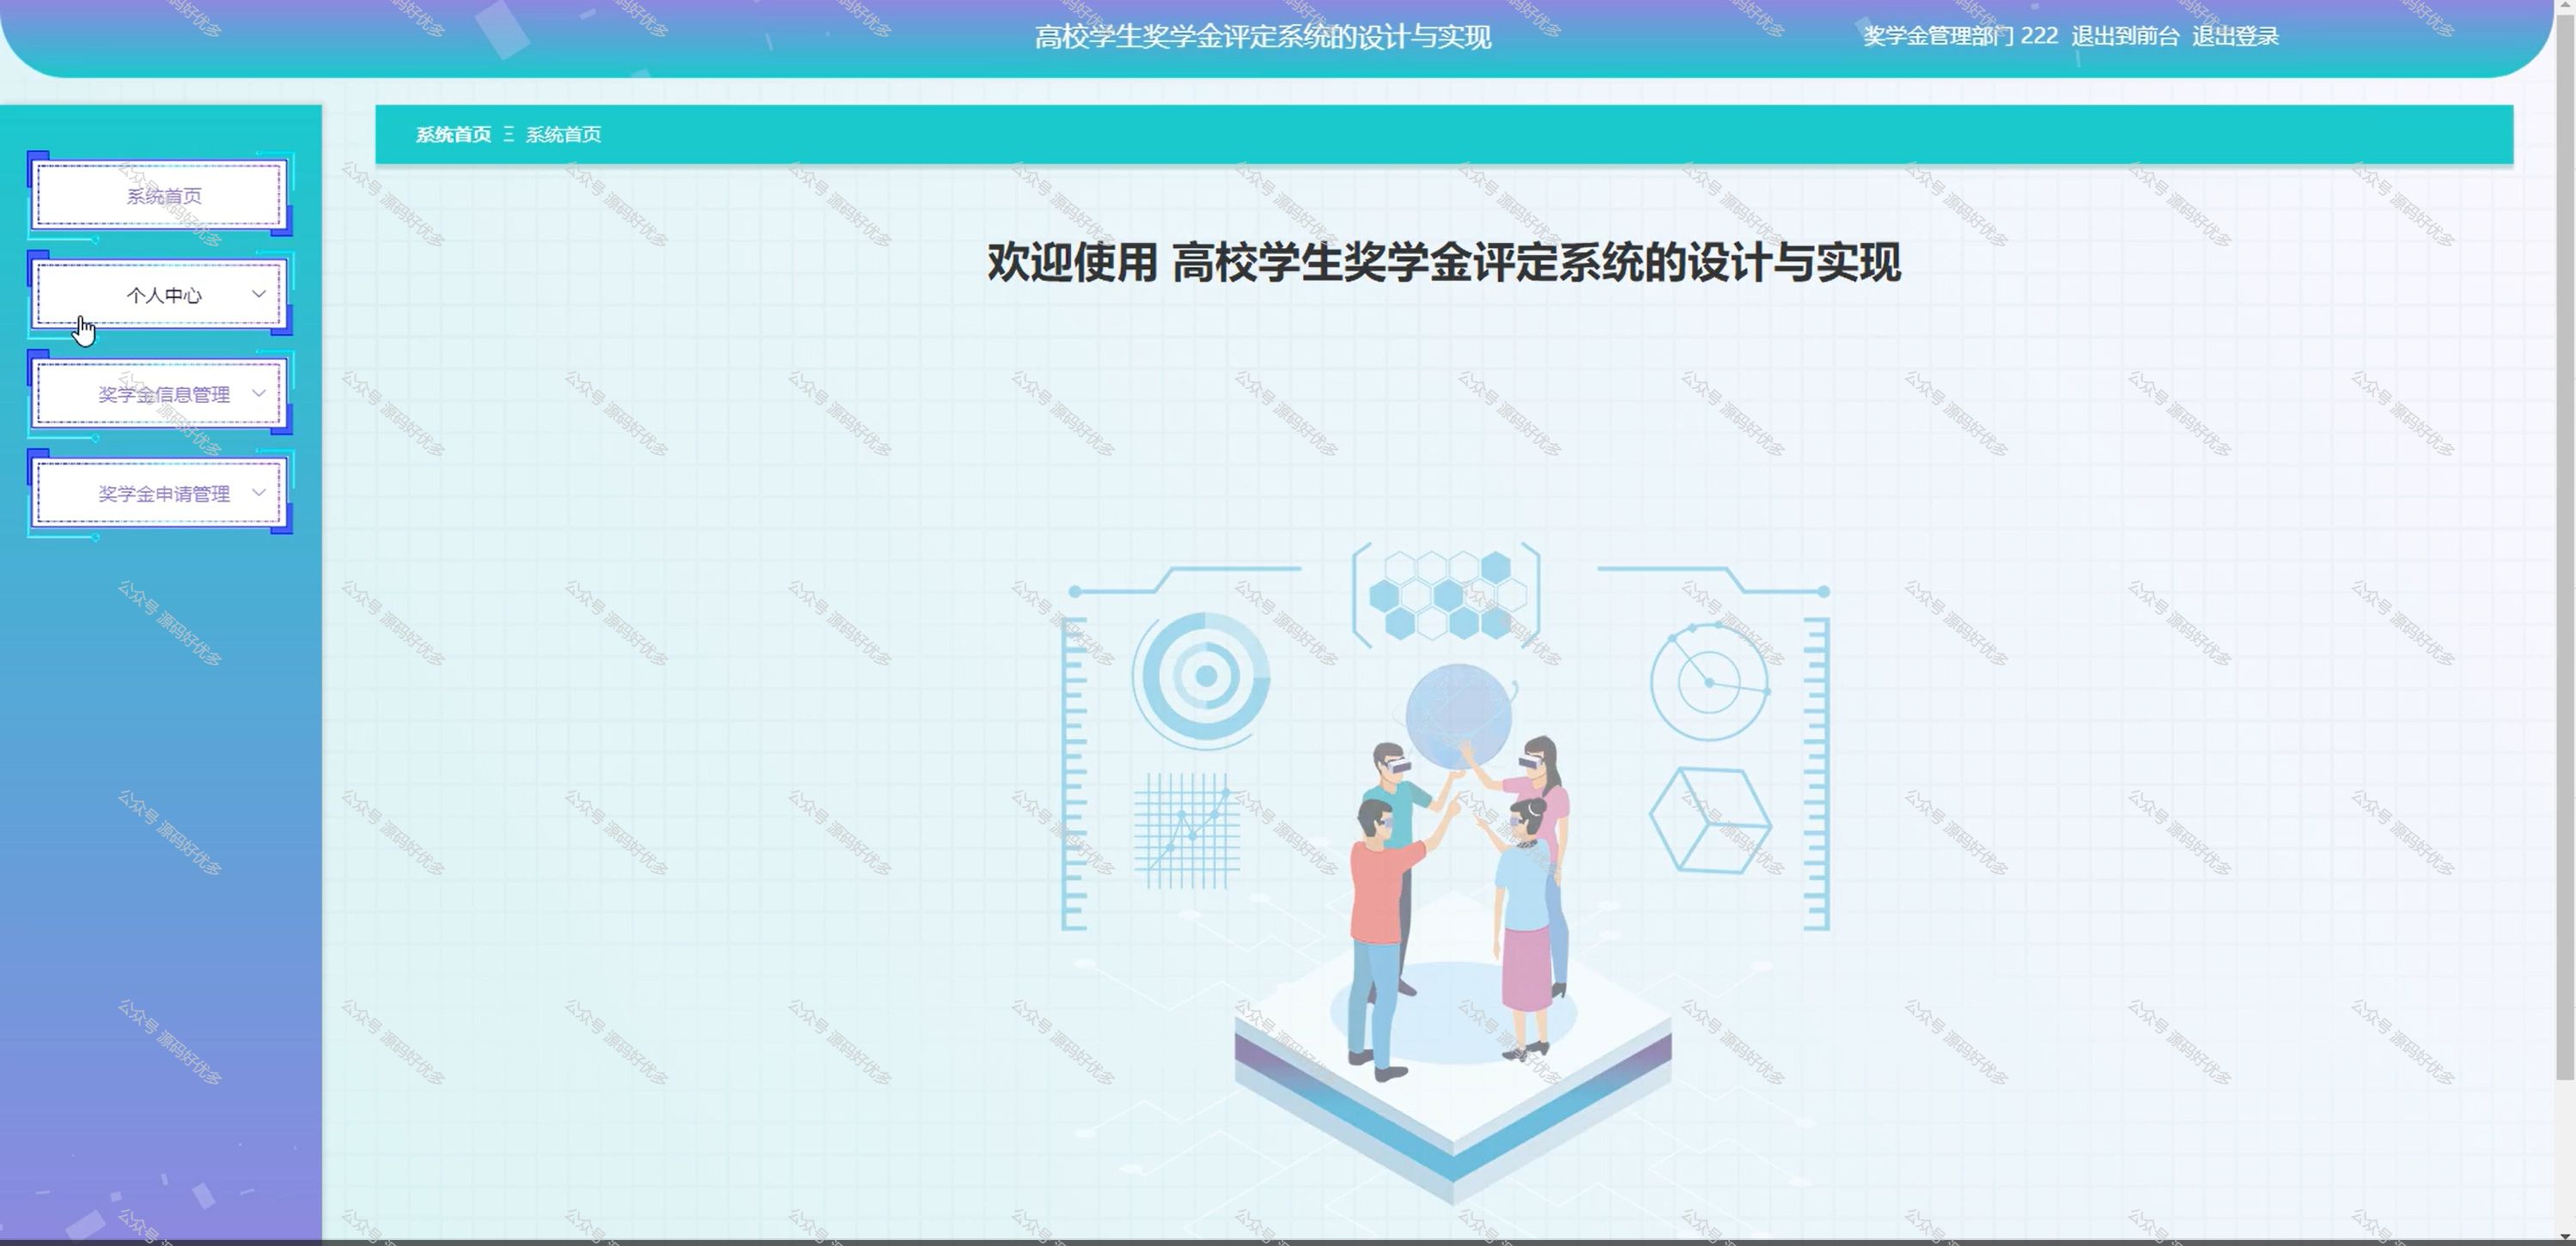 高校学生奖学金评定系统的设计与实现
奖学金管理部门 222 退出到前台 退出登录
系统首页 Ξ 系统首页
系统首页
个人中心
奖学金信息管理
奖学金申请管理
欢迎使用 高校学生奖学金评定系统的设计与实现
公众号 源码好优多